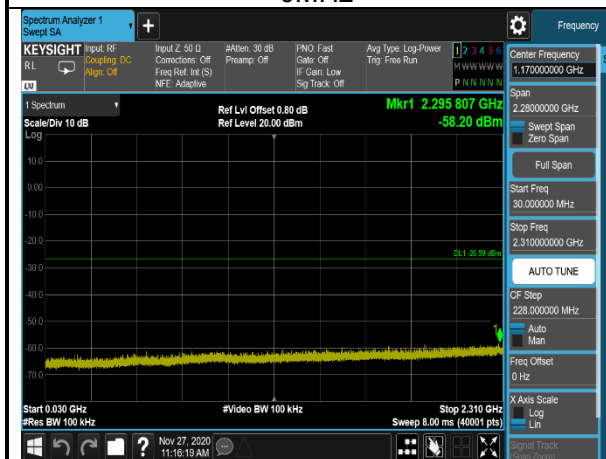 Spectrum Analyzer 1
Swept SA
Frequency
KEYSIGHT
RL
LXI
Input: RF
Coupling: DC
Align: Off
Input Z: 50 Ω
Corrections: Off
Freq Ref: Int (S)
NFE: Adaptive
#Atten: 30 dB
Preamp: Off
PNO: Fast
Gate: Off
IF Gain: Low
Sig Track: Off
Avg Type: Log-Power
Trig: Free Run
1 2 3 4 5 6
M W W W W W
P N N N N N
1 Spectrum
Scale/Div 10 dB
Log
Ref Lvl Offset 0.80 dB
Ref Level 20.00 dBm
Mkr1 2.295 807 GHz
-58.20 dBm
10.0
0.00
-10.0
-20.0
-30.0
-40.0
-50.0
-60.0
-70.0
DL1 -26.59 dBm
1
Start 0.030 GHz
#Res BW 100 kHz
#Video BW 100 kHz
Stop 2.310 GHz
Sweep 8.00 ms (40001 pts)
Nov 27, 2020
11:16:19 AM
Center Frequency
1.170000000 GHz
Span
2.28000000 GHz
Swept Span
Zero Span
Full Span
Start Freq
30.000000 MHz
Stop Freq
2.310000000 GHz
AUTO TUNE
CF Step
228.000000 MHz
Auto
Man
Freq Offset
0 Hz
X Axis Scale
Log
Lin
Signal Track
(Span Zoom)